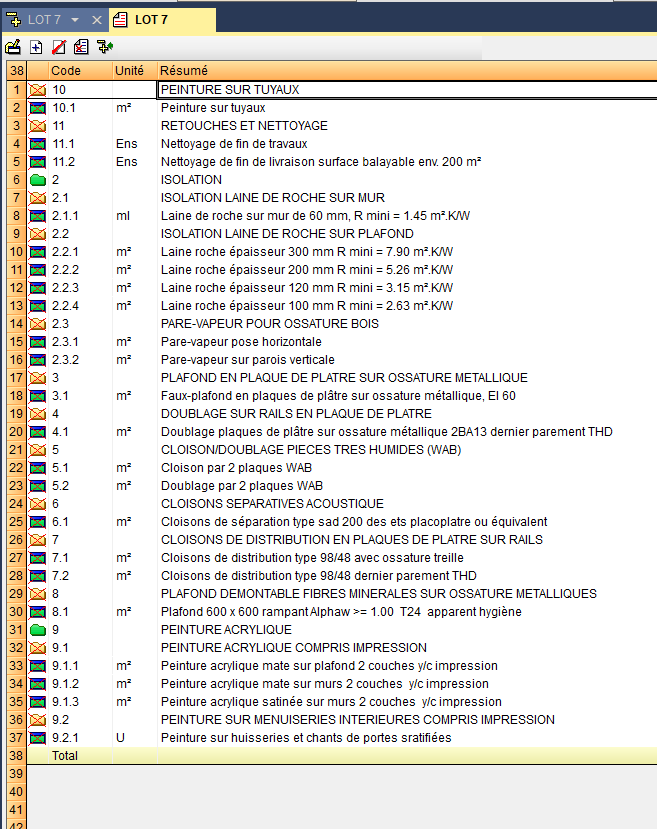 LOT 7 LOT 7
38 Code Unité Résumé
1 10 PEINTURE SUR TUYAUX
2 10.1 m² Peinture sur tuyaux
3 11 RETOUCHES ET NETTOYAGE
4 11.1 Ens Nettoyage de fin de travaux
5 11.2 Ens Nettoyage de fin de livraison surface balayable env. 200 m²
6 2 ISOLATION
7 2.1 ISOLATION LAINE DE ROCHE SUR MUR
8 2.1.1 ml Laine de roche sur mur de 60 mm, R mini = 1.45 m².K/W
9 2.2 ISOLATION LAINE DE ROCHE SUR PLAFOND
10 2.2.1 m² Laine roche épaisseur 300 mm R mini = 7.90 m².K/W
11 2.2.2 m² Laine roche épaisseur 200 mm R mini = 5.26 m².K/W
12 2.2.3 m² Laine roche épaisseur 120 mm R mini = 3.15 m².K/W
13 2.2.4 m² Laine roche épaisseur 100 mm R mini = 2.63 m².K/W
14 2.3 PARE-VAPEUR POUR OSSATURE BOIS
15 2.3.1 m² Pare-vapeur pose horizontale
16 2.3.2 m² Pare-vapeur sur parois verticale
17 3 PLAFOND EN PLAQUE DE PLATRE SUR OSSATURE METALLIQUE
18 3.1 m² Faux-plafond en plaques de plâtre sur ossature métallique, EI 60
19 4 DOUBLAGE SUR RAILS EN PLAQUE DE PLATRE
20 4.1 m² Doublage plaques de plâtre sur ossature métallique 2BA13 dernier parement THD
21 5 CLOISON/DOUBLAGE PIECES TRES HUMIDES (WAB)
22 5.1 m² Cloison par 2 plaques WAB
23 5.2 m² Doublage par 2 plaques WAB
24 6 CLOISONS SEPARATIVES ACOUSTIQUE
25 6.1 m² Cloisons de séparation type sad 200 des ets placoplatre ou équivalent
26 7 CLOISONS DE DISTRIBUTION EN PLAQUES DE PLATRE SUR RAILS
27 7.1 m² Cloisons de distribution type 98/48 avec ossature treille
28 7.2 m² Cloisons de distribution type 98/48 dernier parement THD
29 8 PLAFOND DEMONTABLE FIBRES MINERALES SUR OSSATURE METALLIQUES
30 8.1 m² Plafond 600 x 600 rampant Alphaw >= 1.00 T24 apparent hygiène
31 9 PEINTURE ACRYLIQUE
32 9.1 PEINTURE ACRYLIQUE COMPRIS IMPRESSION
33 9.1.1 m² Peinture acrylique mate sur plafond 2 couches y/c impression
34 9.1.2 m² Peinture acrylique mate sur murs 2 couches y/c impression
35 9.1.3 m² Peinture acrylique satinée sur murs 2 couches y/c impression
36 9.2 PEINTURE SUR MENUISERIES INTERIEURES COMPRIS IMPRESSION
37 9.2.1 U Peinture sur huisseries et chants de portes sratifiées
38 Total
39
40
41
42